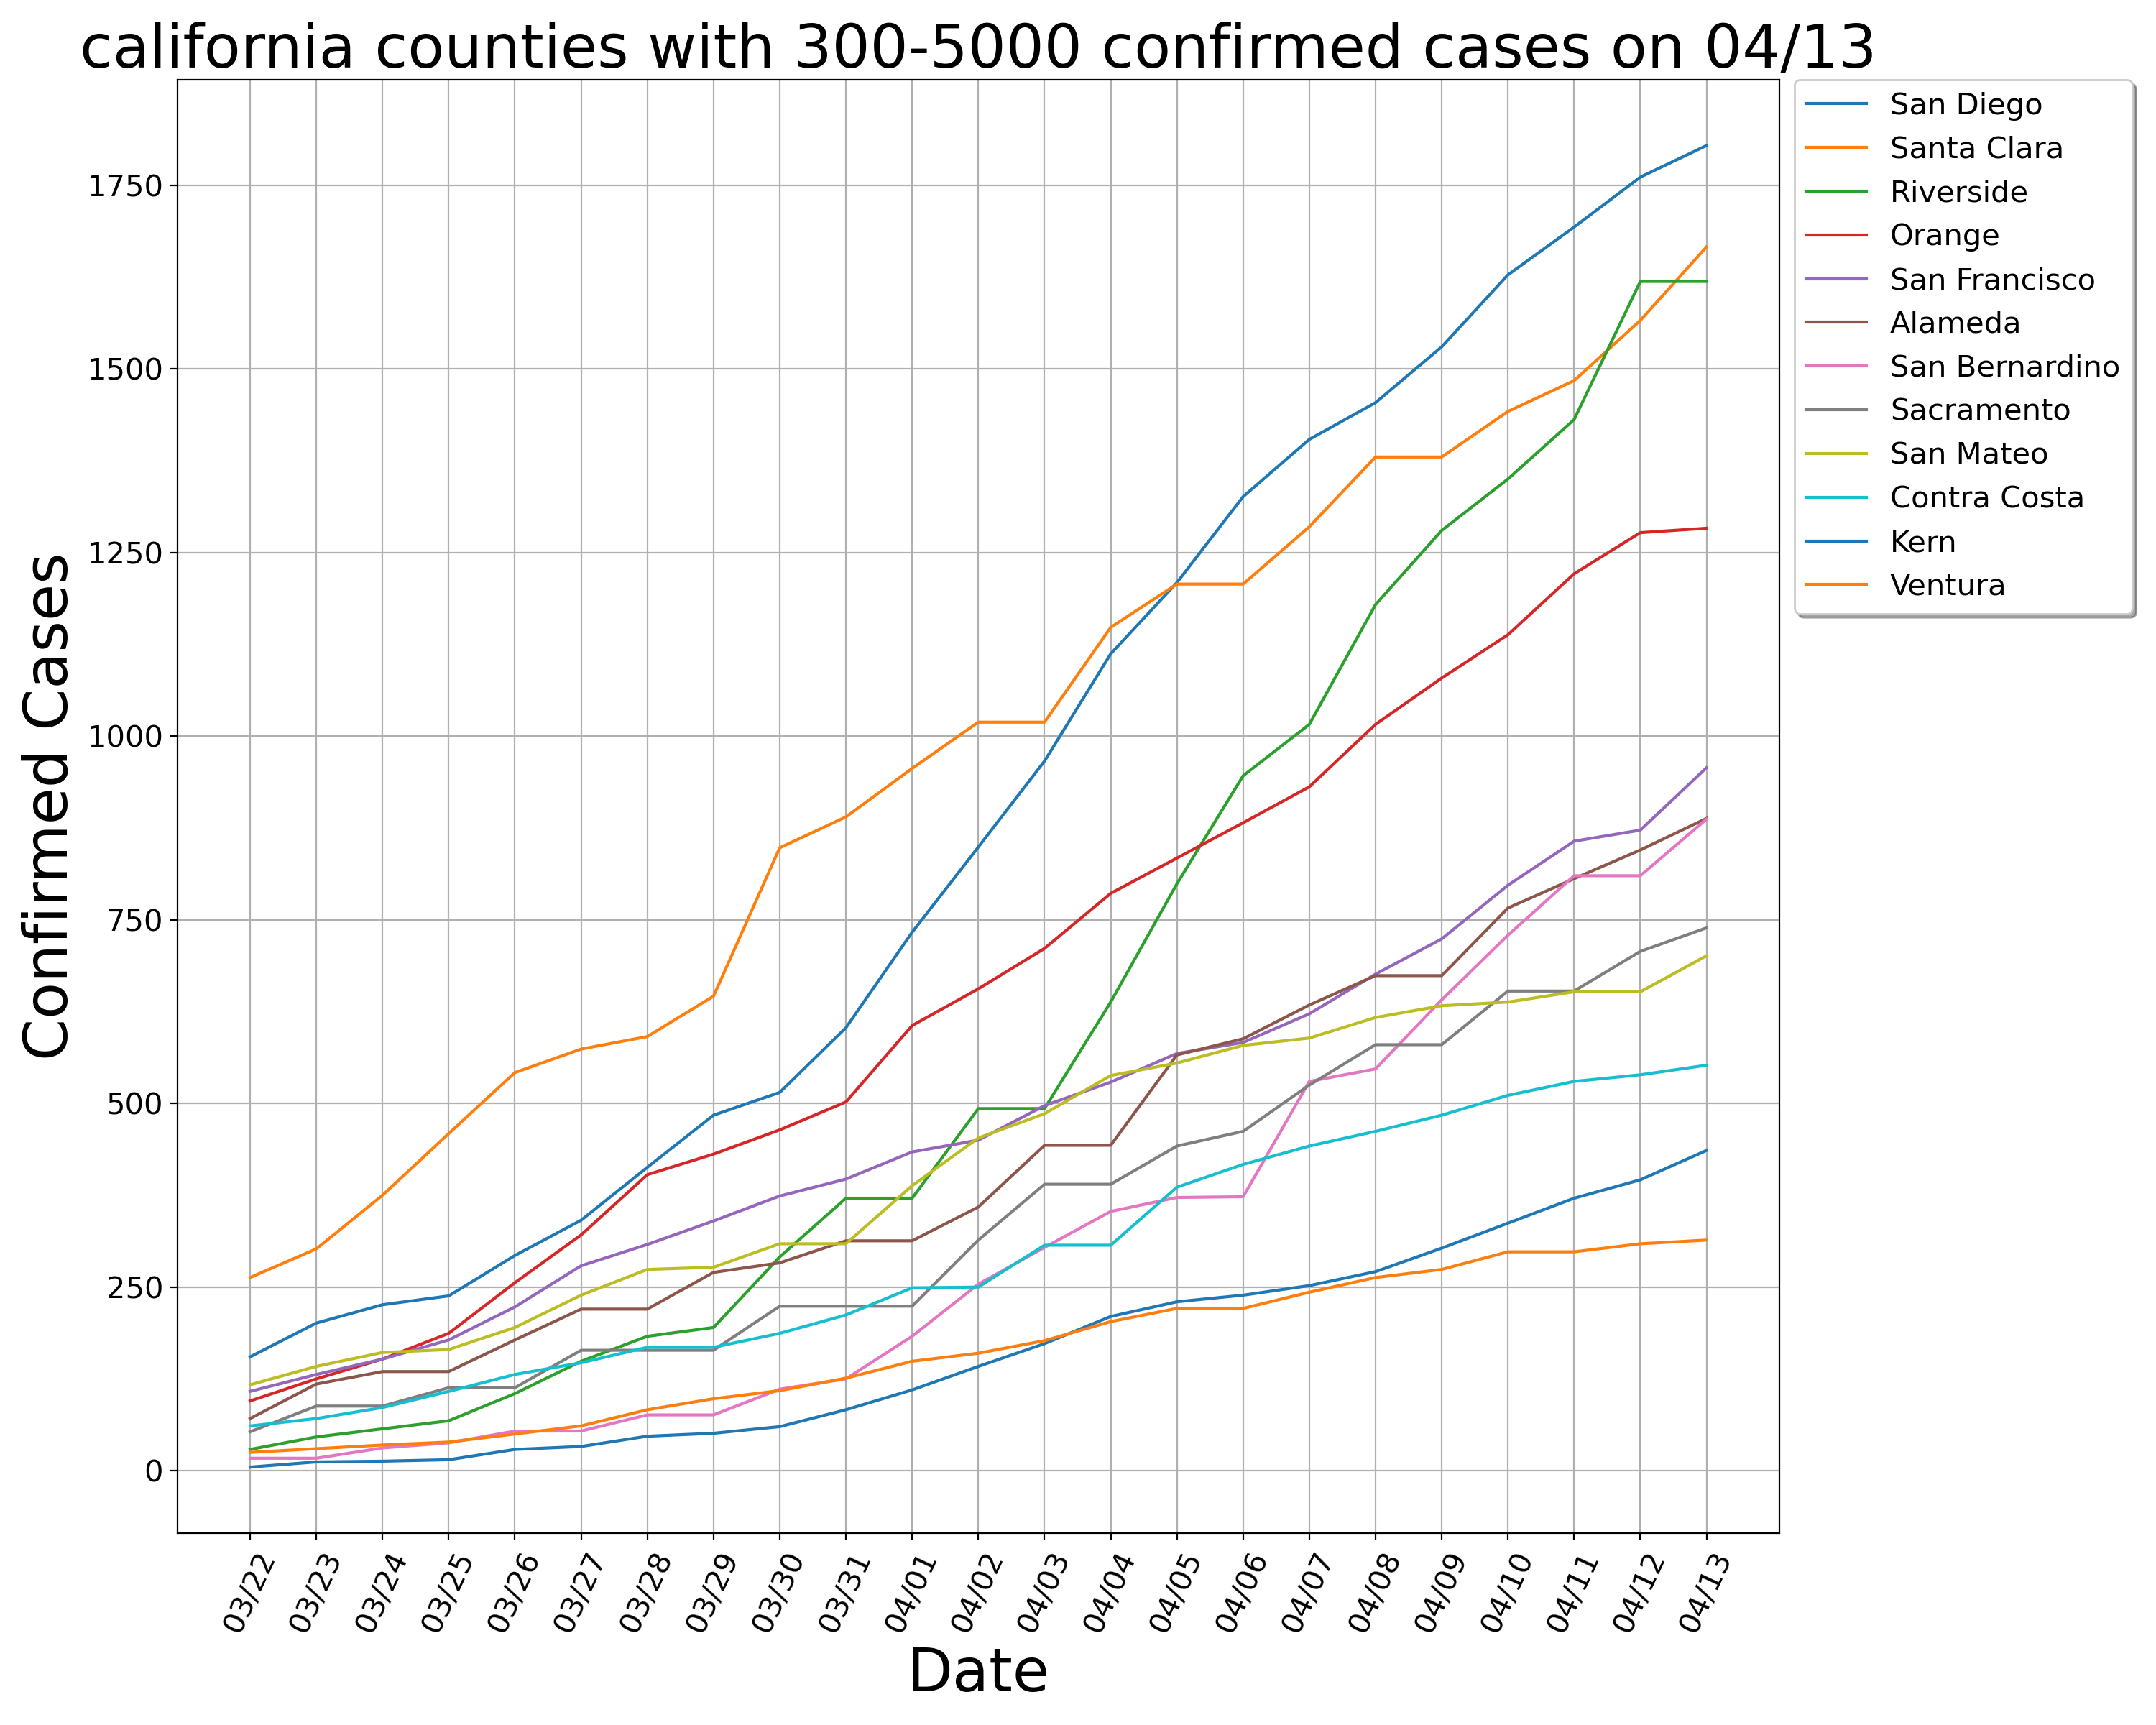 california counties with 300-5000 confirmed cases on 04/13
San Diego
Santa Clara
Riverside
Orange
San Francisco
Alameda
San Bernardino
Sacramento
San Mateo
Contra Costa
Kern
Ventura
Confirmed Cases
1750
1500
1250
1000
750
500
250
0
03/22
03/23
03/24
03/25
03/26
03/27
03/28
03/29
03/30
03/31
04/01
04/02
04/03
04/04
04/05
04/06
04/07
04/08
04/09
04/10
04/11
04/12
04/13
Date